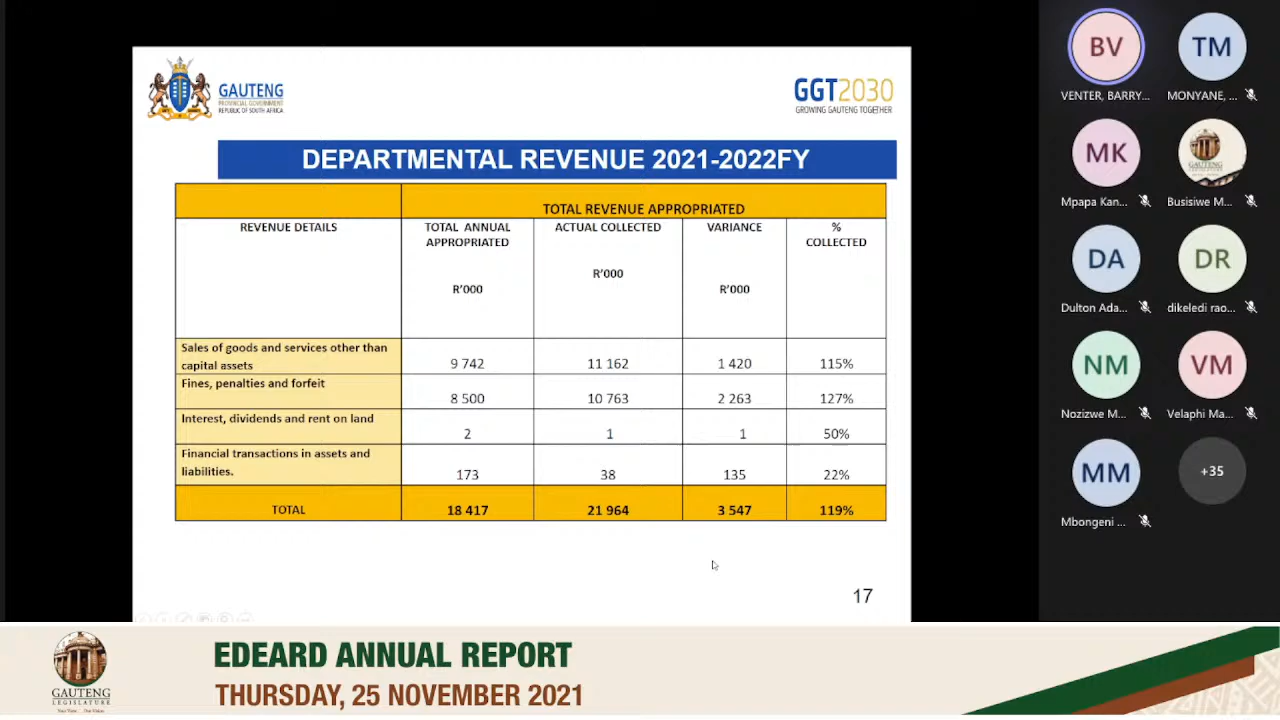 GAUTENG
PROVINCIAL GOVERNMENT
REPUBLIC OF SOUTH AFRICA
GGT2030
GROWING GAUTENG TOGETHER
DEPARTMENTAL REVENUE 2021-2022FY
TOTAL REVENUE APPROPRIATED
REVENUE DETAILS
TOTAL ANNUAL APPROPRIATED R'000
ACTUAL COLLECTED R'000
VARIANCE R'000
% COLLECTED
Sales of goods and services other than capital assets 9 742 11 162 1 420 115%
Fines, penalties and forfeit 8 500 10 763 2 263 127%
Interest, dividends and rent on land 2 1 1 50%
Financial transactions in assets and liabilities. 173 38 135 22%
TOTAL 18 417 21 964 3 547 119%
17
BV
VENTER, BARRY...
TM
MONYANE, ...
MK
Mpapa Kan...
Busisiwe M...
DA
Dulton Ada...
DR
dikeledi rao...
NM
Nozizwe M...
VM
Velaphi Ma...
MM
Mbongeni ...
+35
GAUTENG
LEGISLATURE
EDEARD ANNUAL REPORT
THURSDAY, 25 NOVEMBER 2021